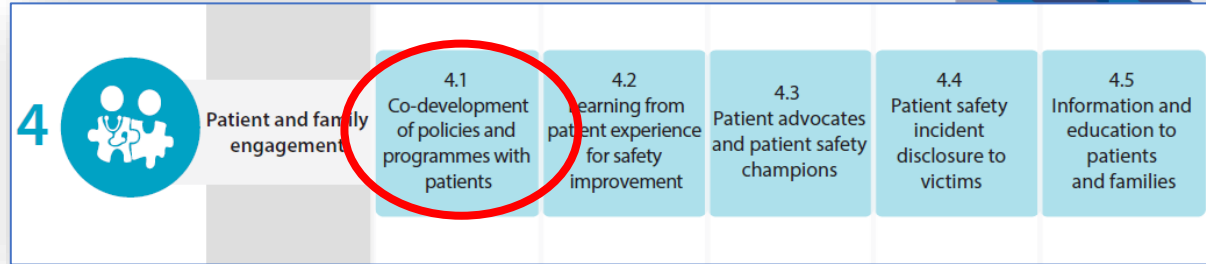 4
Patient and family
engagement
4.1
Co-development
of policies and
programmes with
patients
4.2
Learning from
patient experience
for safety
improvement
4.3
Patient advocates
and patient safety
champions
4.4
Patient safety
incident
disclosure to
victims
4.5
Information and
education to
patients
and families